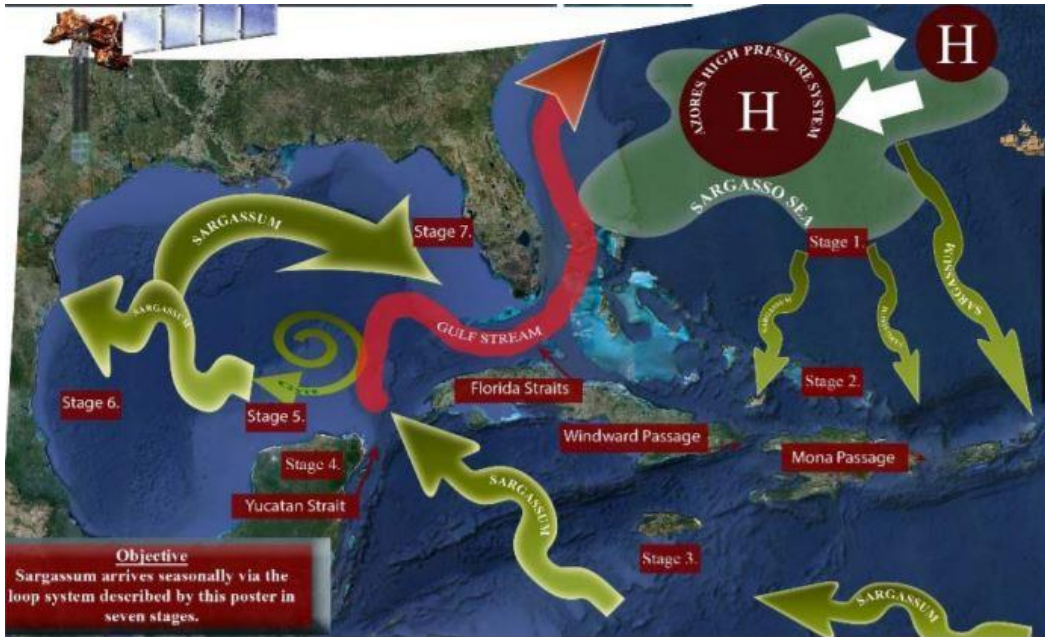 H
AZORES HIGH PRESSURE SYSTEM
H
SARGASSO SEA
Stage 1.
SARGASSUM
SARGASSUM
SARGASSUM
SARGASSUM
Stage 7.
SARGASSUM
GULF STREAM
Florida Straits
Stage 2.
Stage 6.
Stage 5.
Windward Passage
Mona Passage
Stage 4.
Yucatan Strait
SARGASSUM
Stage 3.
SARGASSUM
Objective
Sargassum arrives seasonally via the
loop system described by this poster in
seven stages.